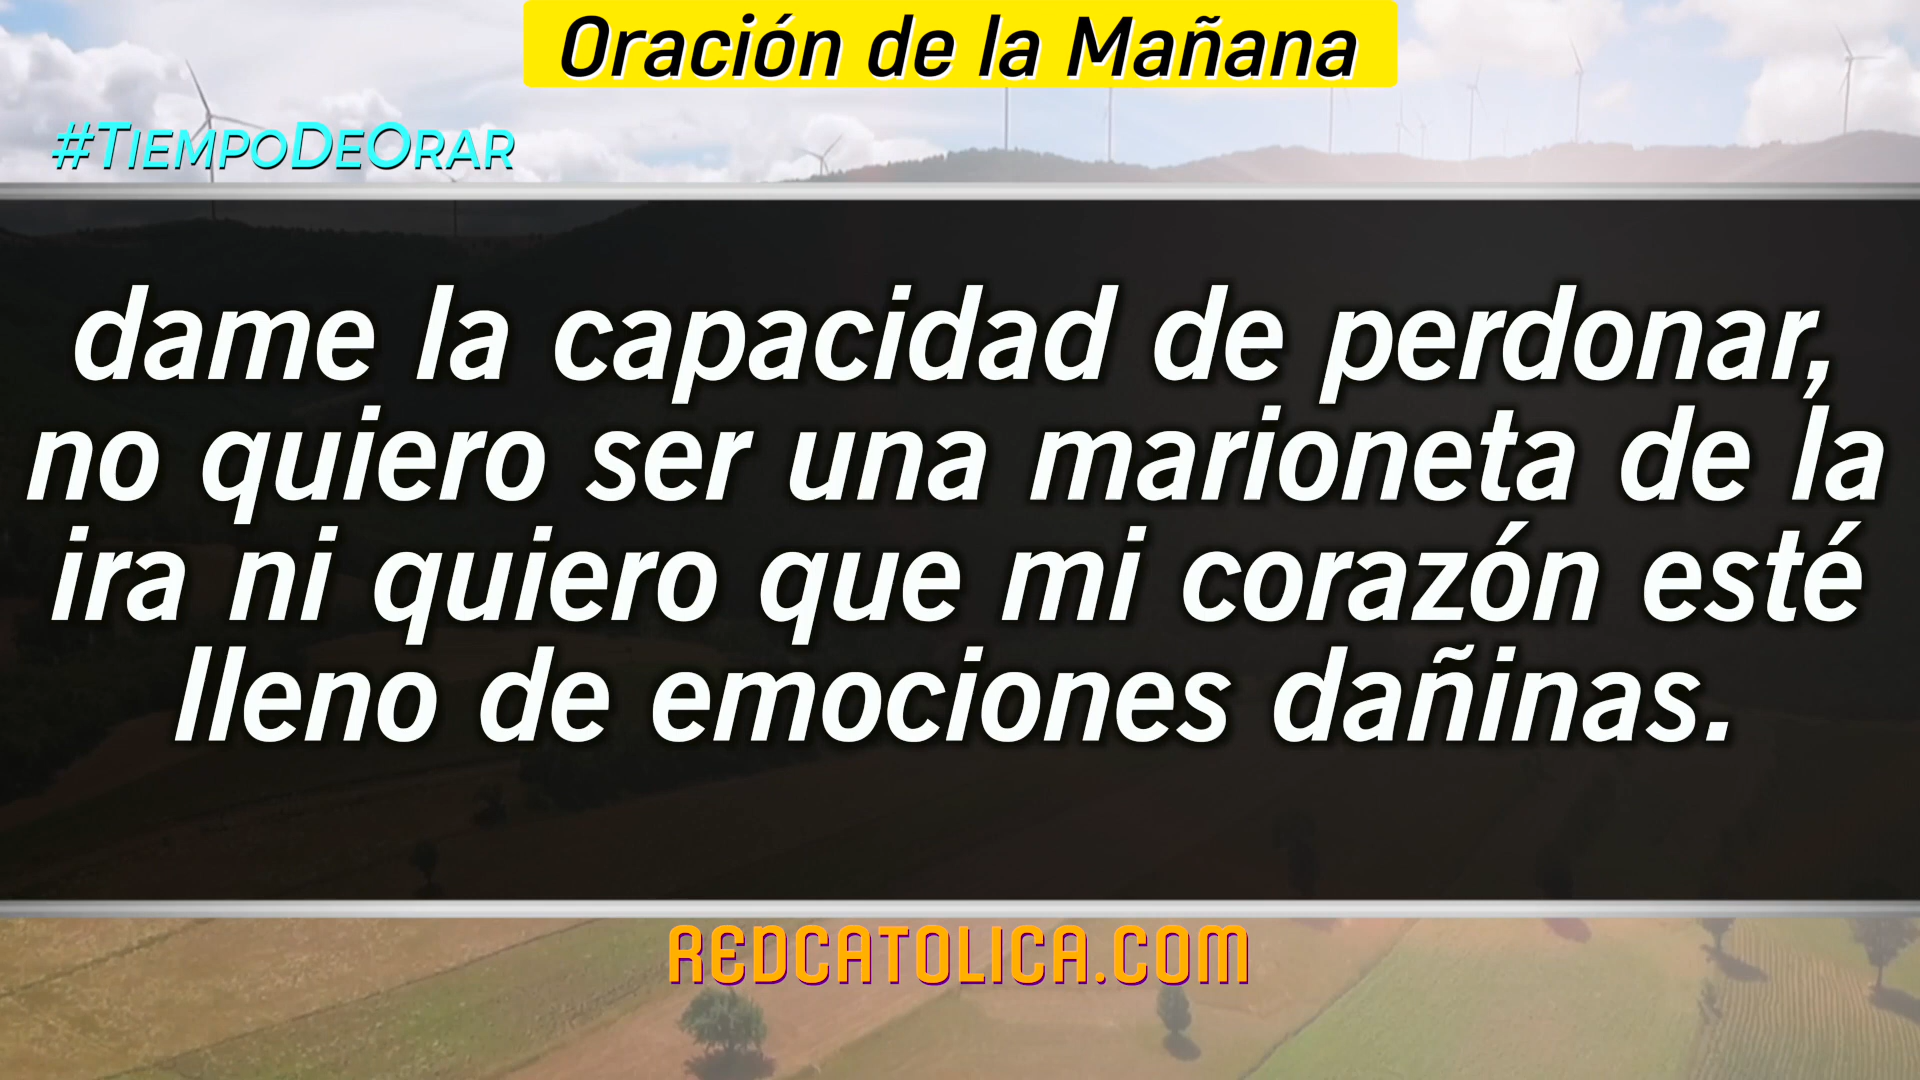 Oración de la Mañana
#TiempoDeOrar
dame la capacidad de perdonar,
no quiero ser una marioneta de la
ira ni quiero que mi corazón esté
lleno de emociones dañinas.
REDCATOLICA.COM